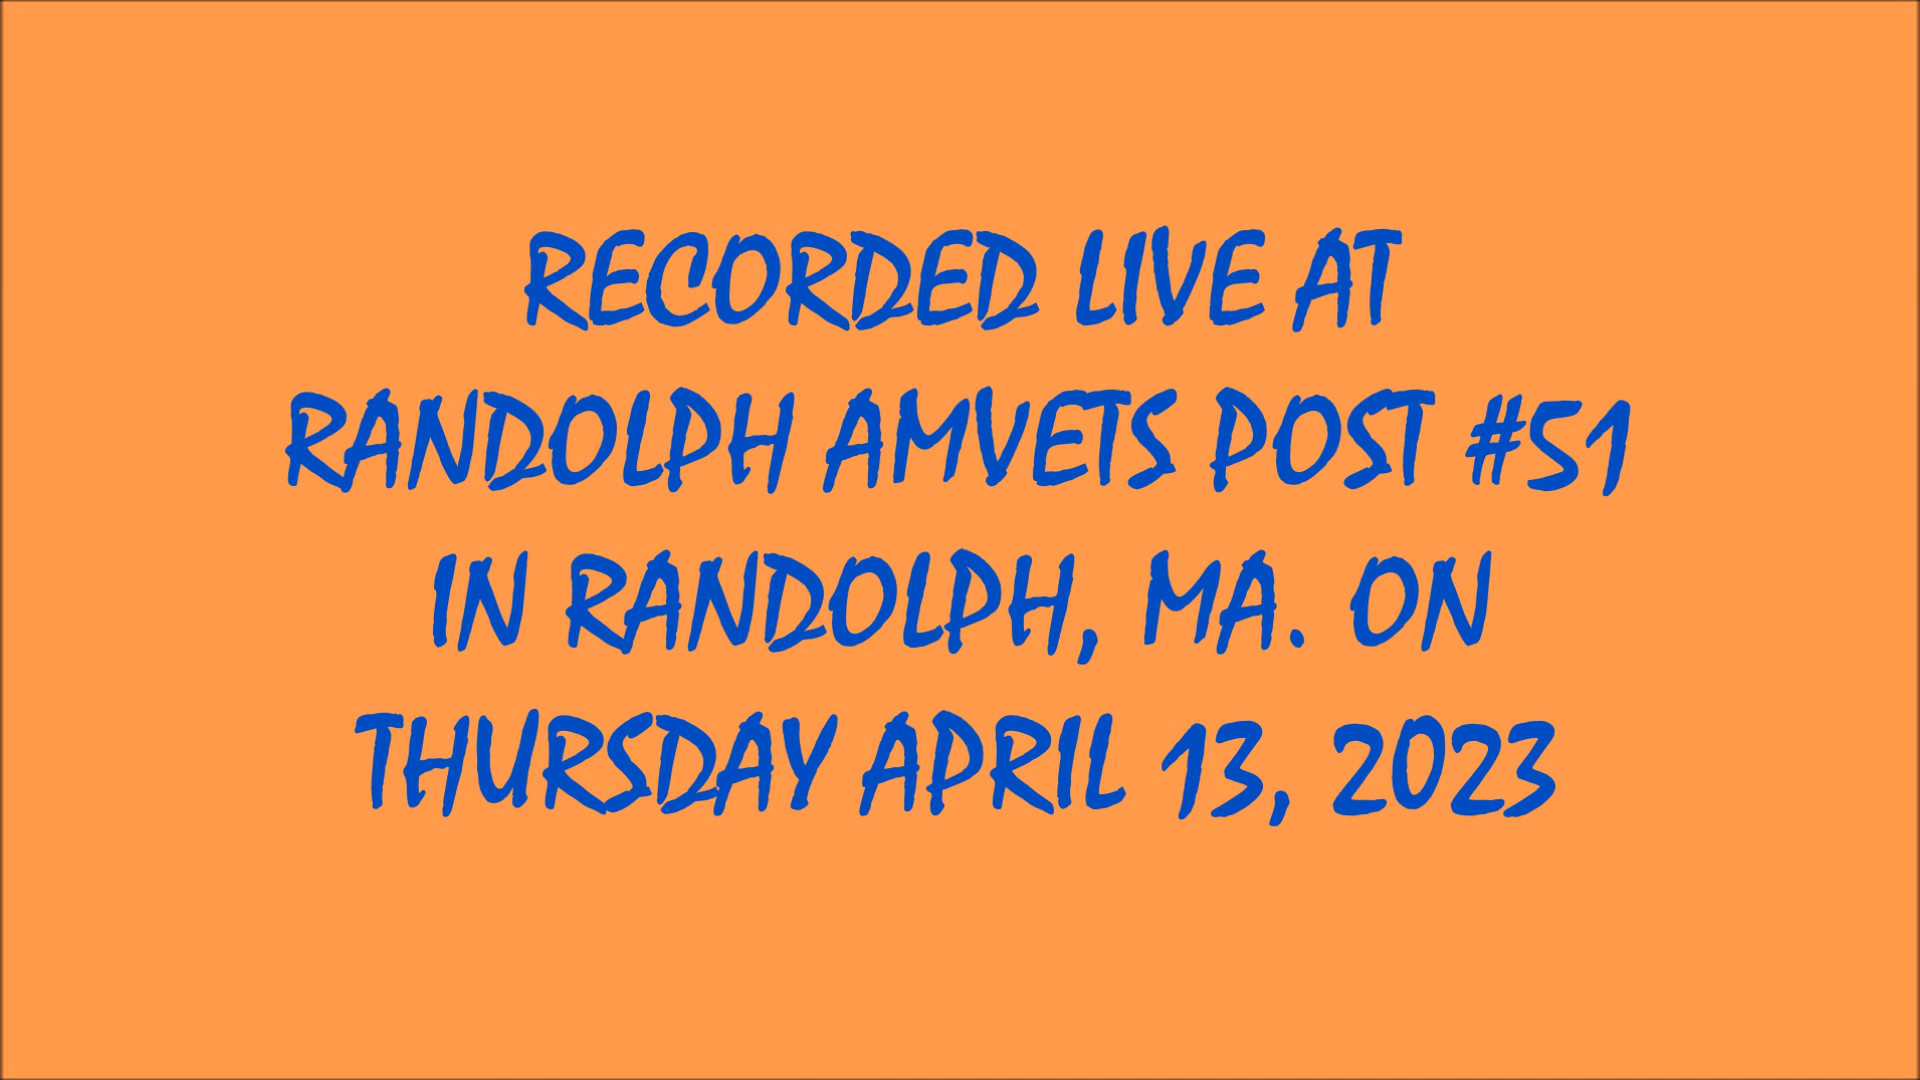 RECORDED LIVE AT
RANDOLPH AMVETS POST #51
IN RANDOLPH, MA. ON
THURSDAY APRIL 13, 2023